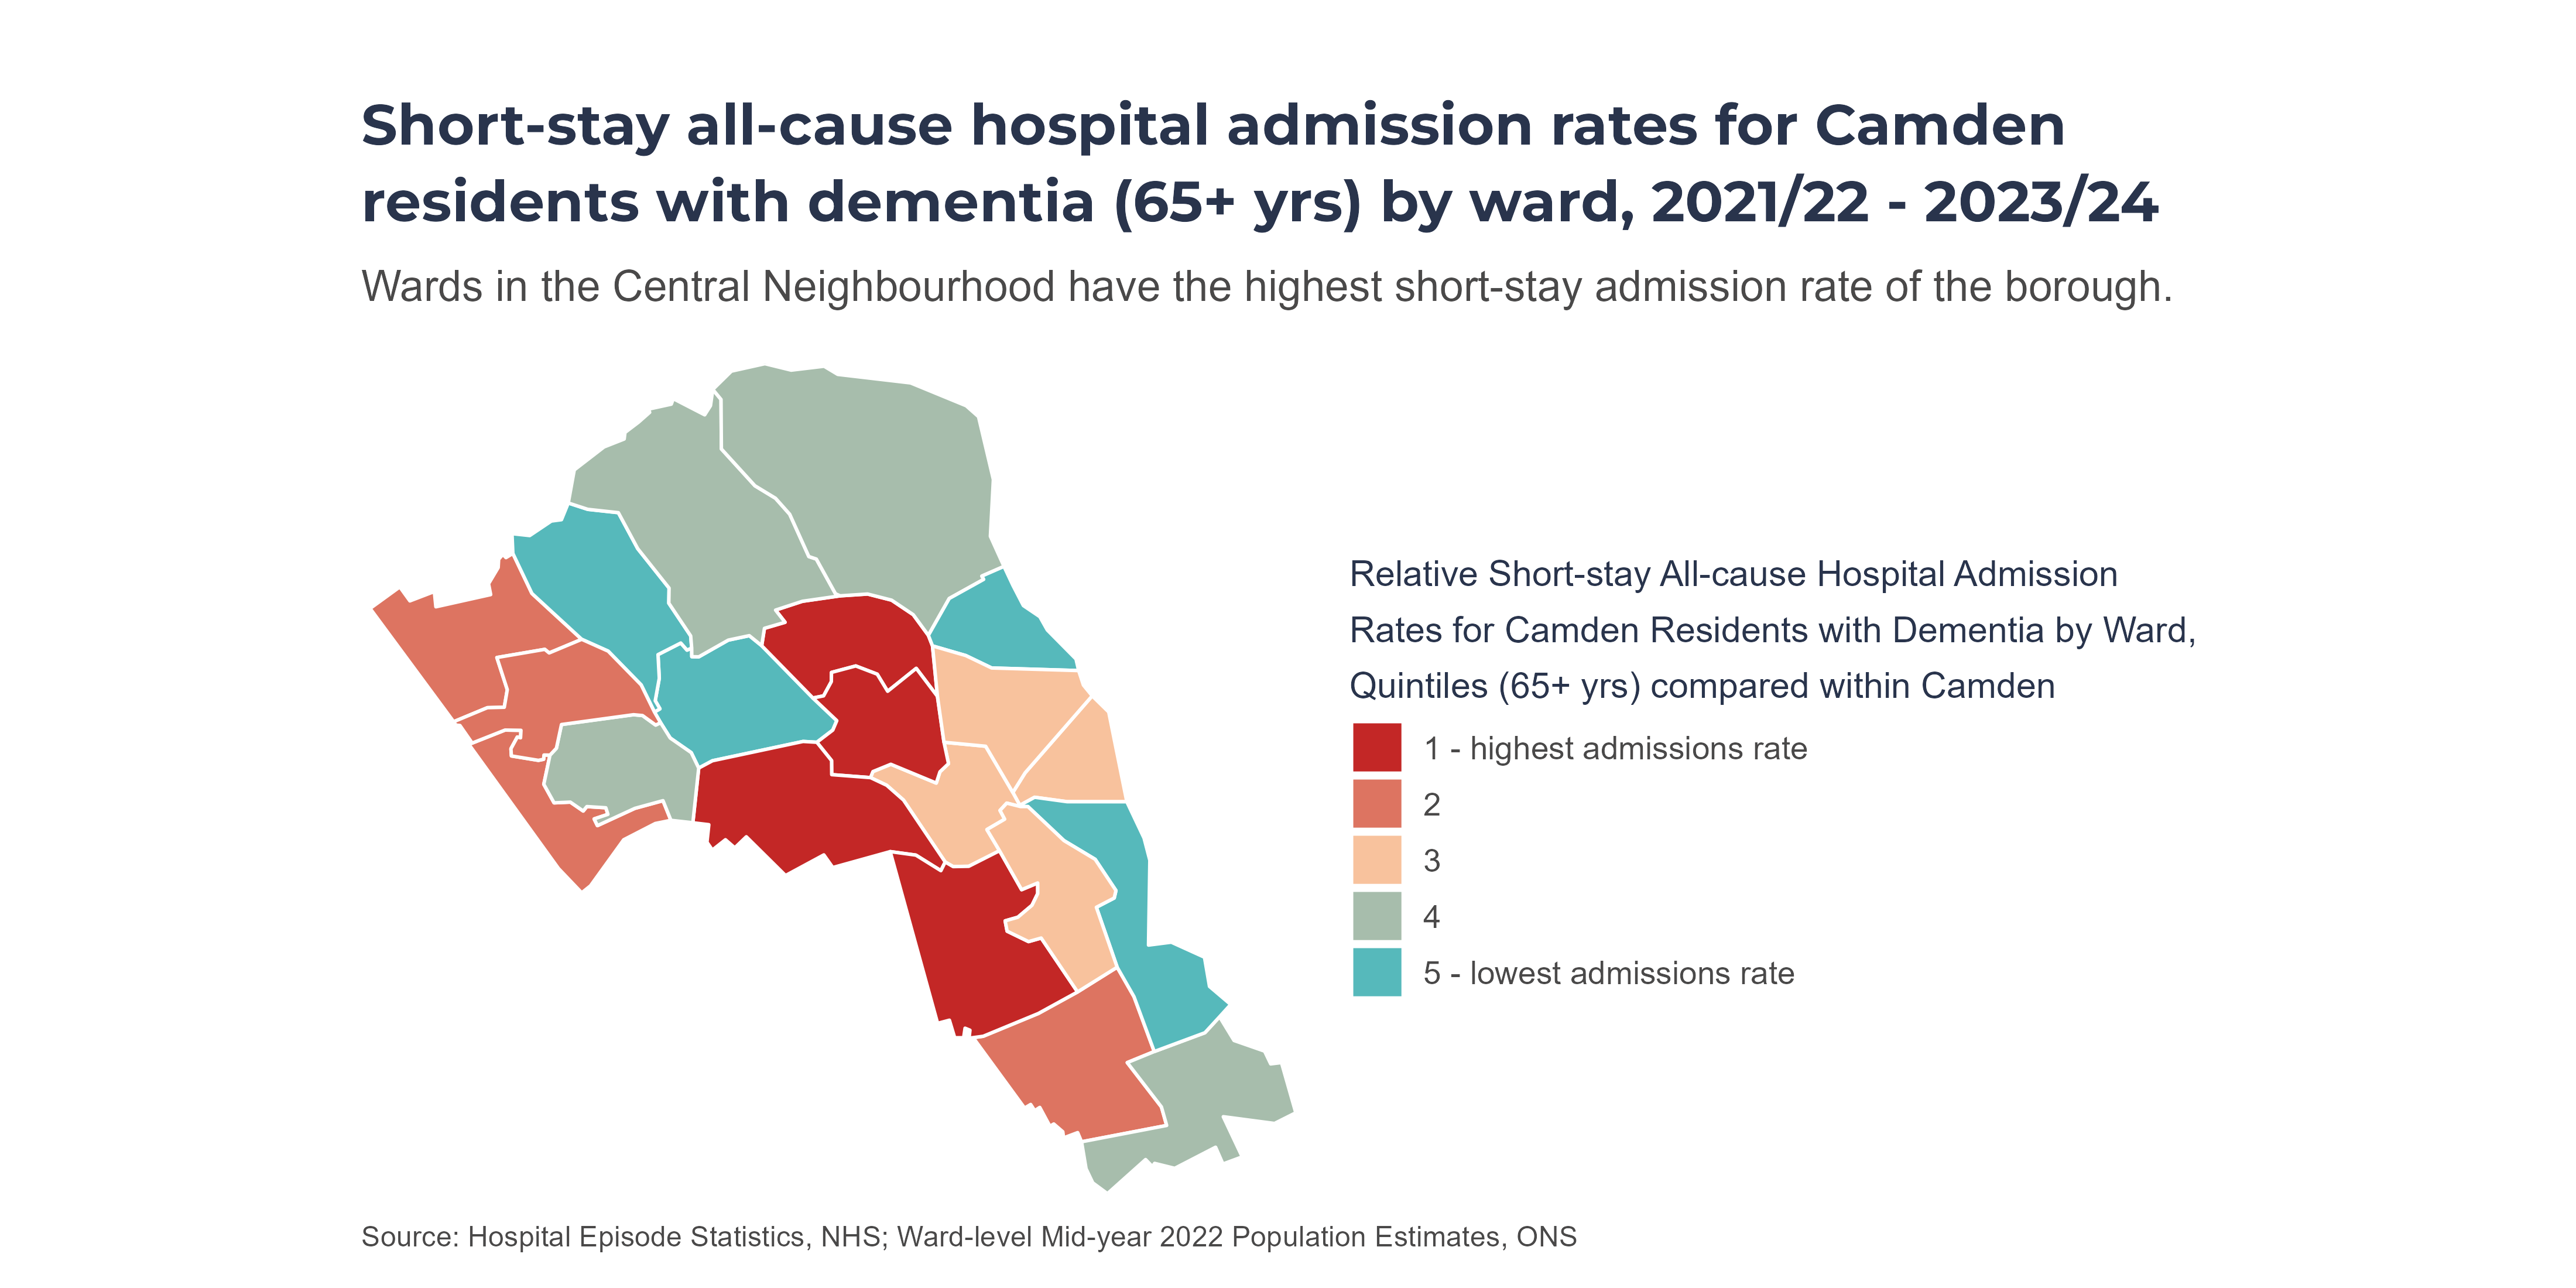 Short-stay all-cause hospital admission rates for Camden
residents with dementia (65+ yrs) by ward, 2021/22 - 2023/24
Wards in the Central Neighbourhood have the highest short-stay admission rate of the borough.
Relative Short-stay All-cause Hospital Admission
Rates for Camden Residents with Dementia by Ward,
Quintiles (65+ yrs) compared within Camden
1 - highest admissions rate
2
3
4
5 - lowest admissions rate
Source: Hospital Episode Statistics, NHS; Ward-level Mid-year 2022 Population Estimates, ONS